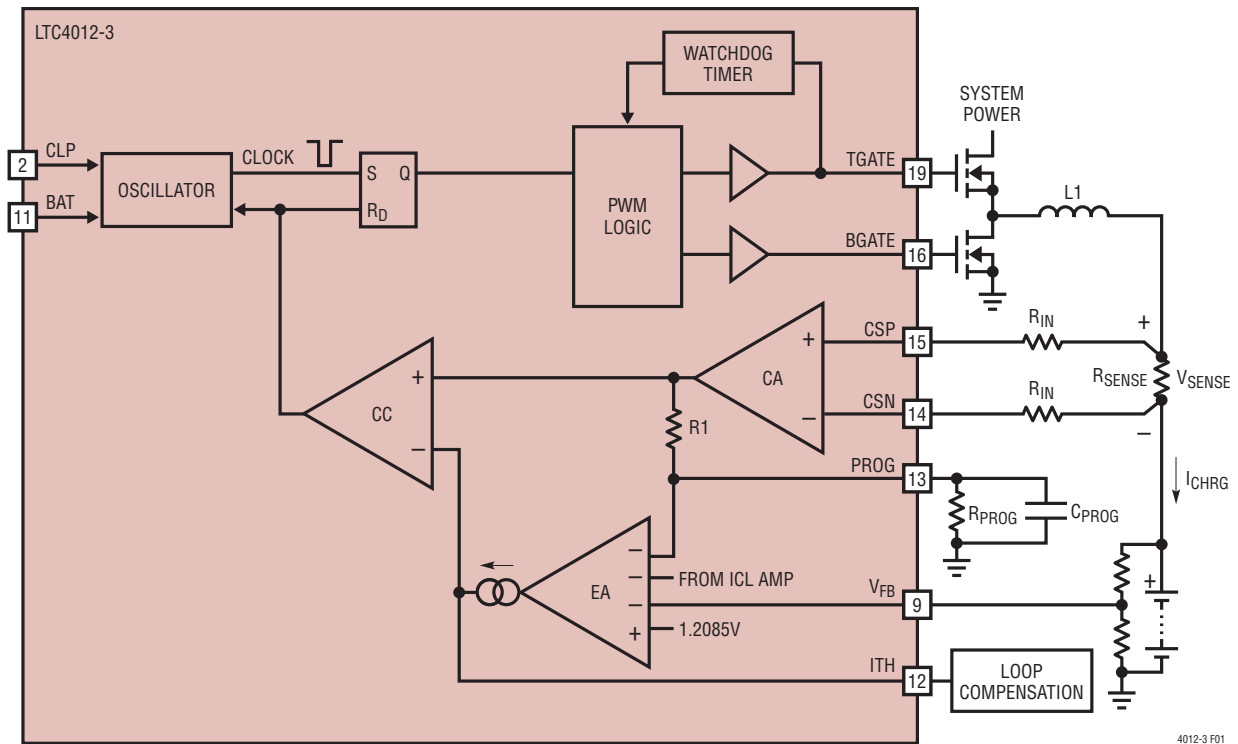 LTC4012-3
WATCHDOG
TIMER
SYSTEM
POWER
2
CLP
OSCILLATOR
CLOCK
S
Q
R_D
11
BAT
PWM
LOGIC
TGATE
19
L1
BGATE
16
CSP
15
R_IN
+
+
CA
−
R_SENSE
V_SENSE
CSN
14
R_IN
−
+
CC
−
R1
PROG
13
R_PROG
C_PROG
I_CHRG
−
−
FROM ICL AMP
EA
−
V_FB
9
+
+
1.2085V
ITH
12
LOOP
COMPENSATION
4012-3 F01